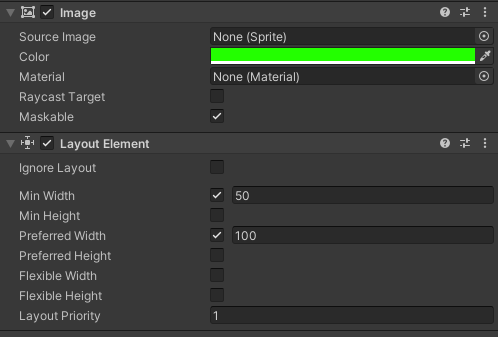 Image
Source Image None (Sprite)
Color
Material None (Material)
Raycast Target
Maskable
Layout Element
Ignore Layout
Min Width 50
Min Height
Preferred Width 100
Preferred Height
Flexible Width
Flexible Height
Layout Priority 1